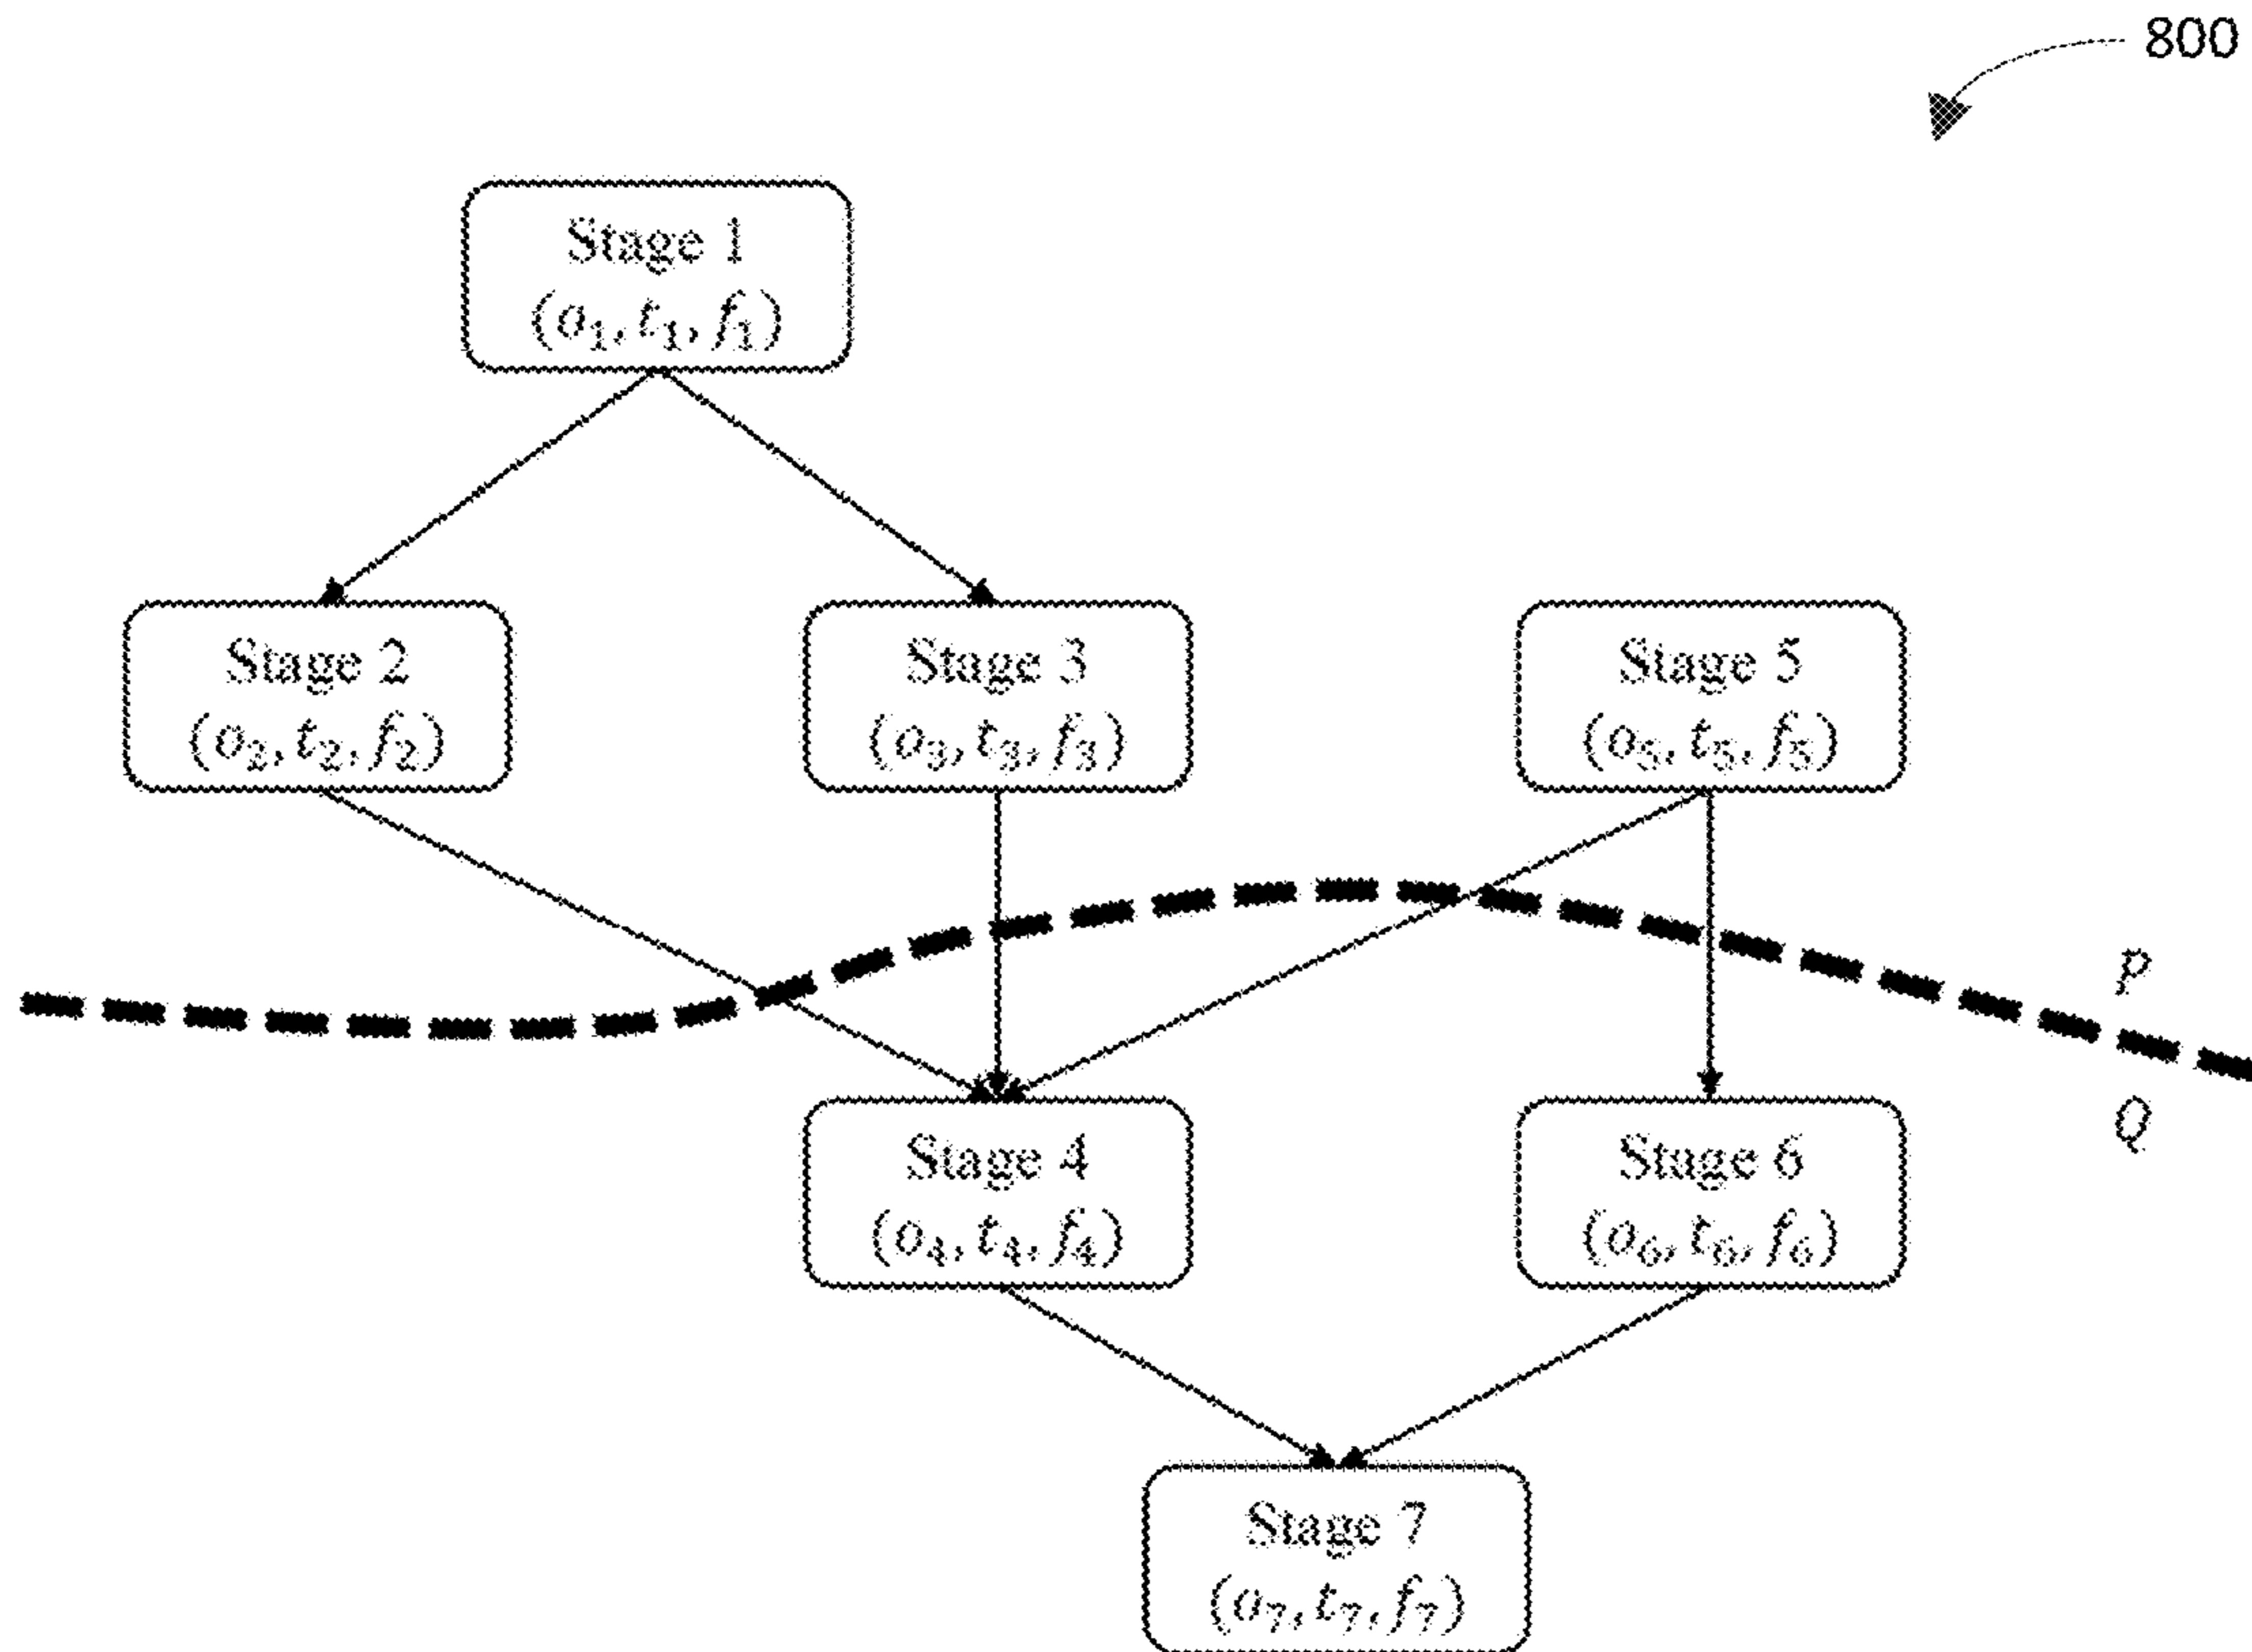 800
Stage 1
(o₁, t₁, f₁)
Stage 2
(o₂, t₂, f₂)
Stage 3
(o₃, t₃, f₃)
Stage 5
(o₅, t₅, f₅)
P
Q
Stage 4
(o₄, t₄, f₄)
Stage 6
(o₆, t₆, f₆)
Stage 7
(o₇, t₇, f₇)